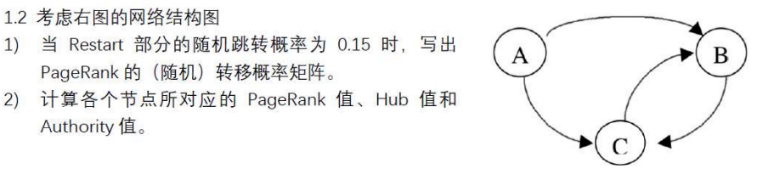 1.2 考虑右图的网络结构图
1) 当 Restart 部分的随机跳转概率为 0.15 时，写出
PageRank 的（随机）转移概率矩阵。
2) 计算各个节点所对应的 PageRank 值、Hub 值和
Authority 值。
A
B
C